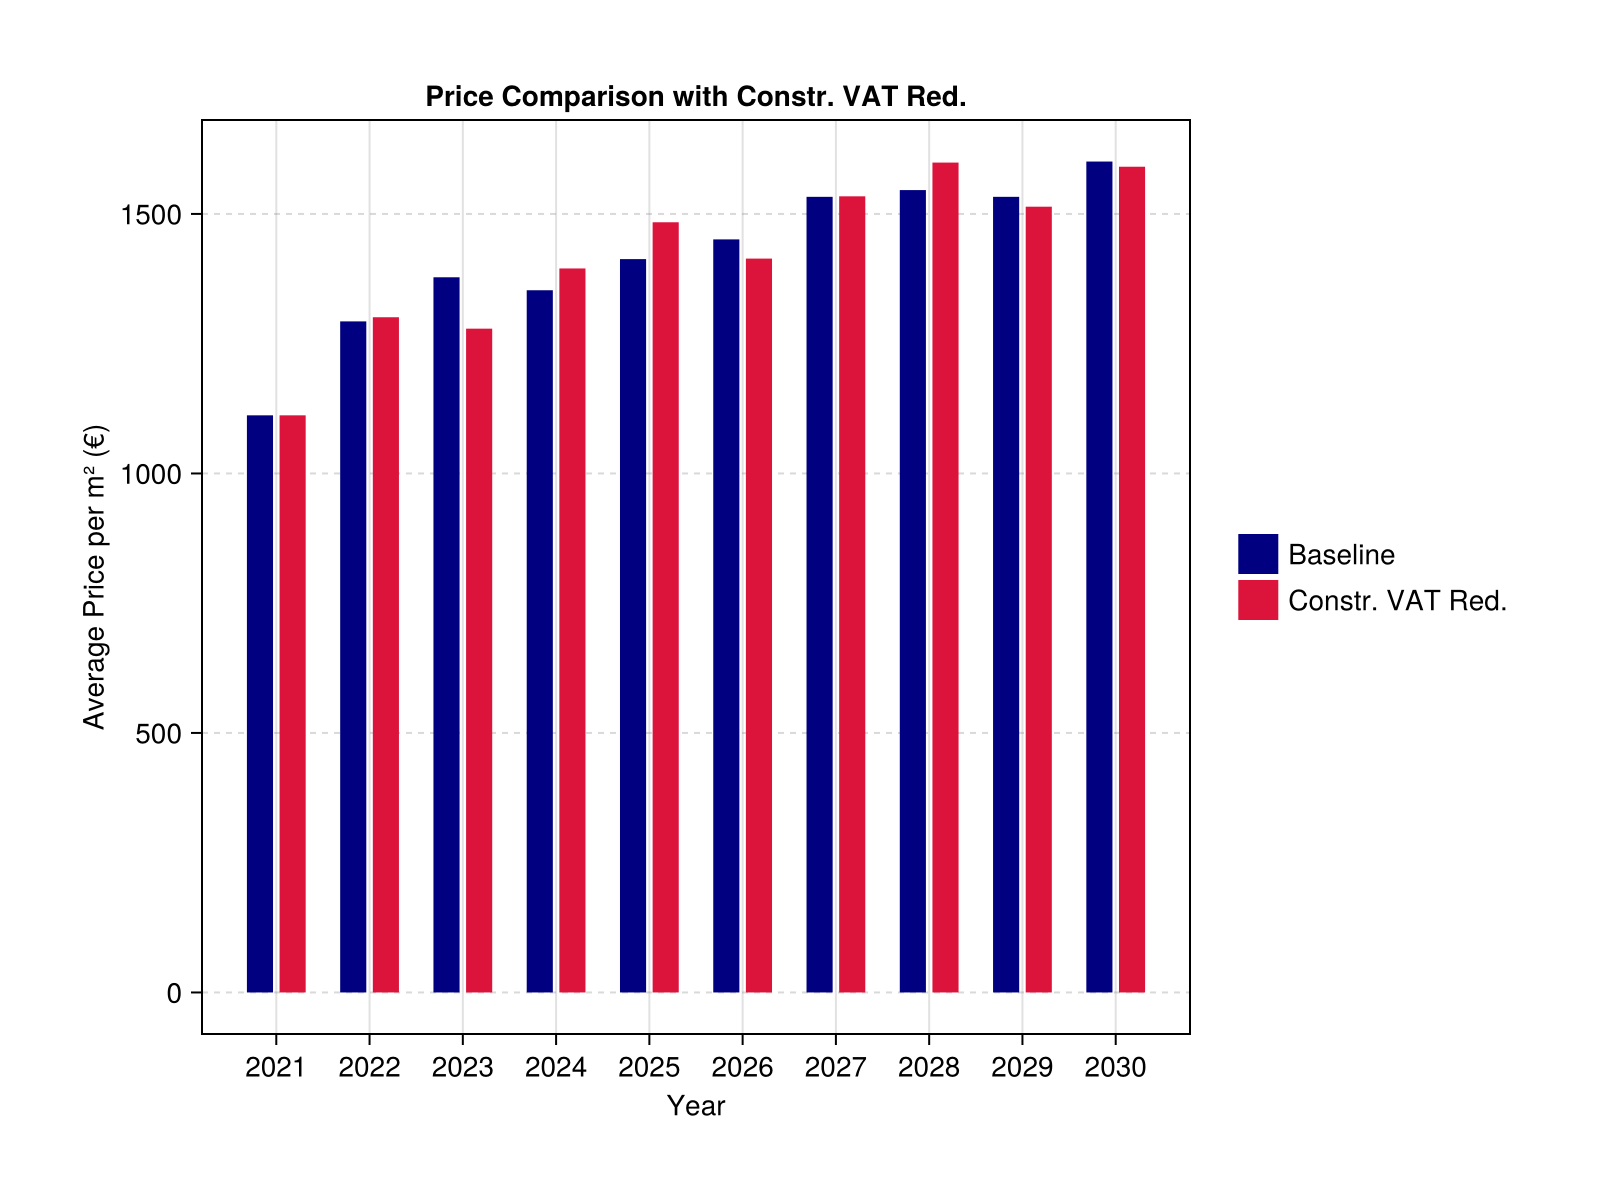 Price Comparison with Constr. VAT Red.
Average Price per m² (€)
1500
1000
500
0
2021 2022 2023 2024 2025 2026 2027 2028 2029 2030
Year
Baseline
Constr. VAT Red.